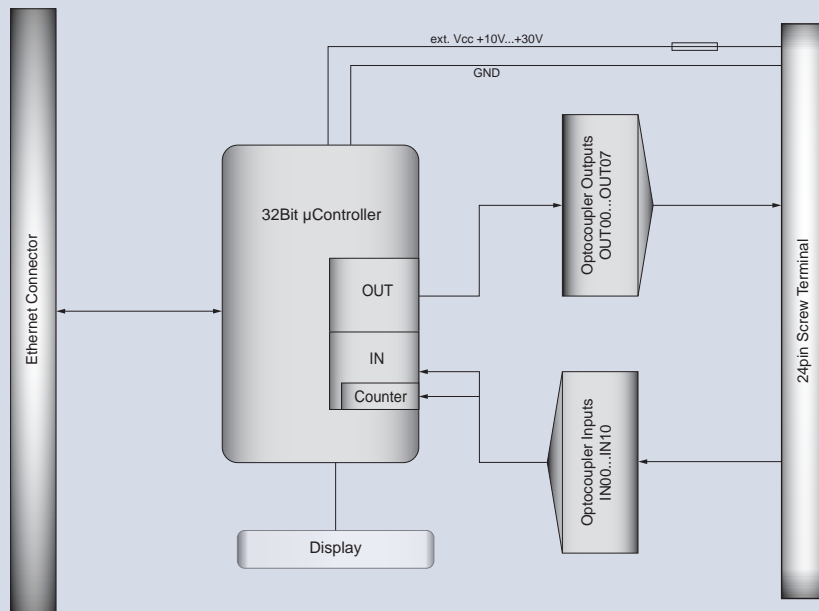 ext. Vcc +10V...+30V
GND
Ethernet Connector
32Bit µController
OUT
IN
Counter
Display
Optocoupler Outputs
OUT00...OUT07
Optocoupler Inputs
IN00...IN10
24pin Screw Terminal